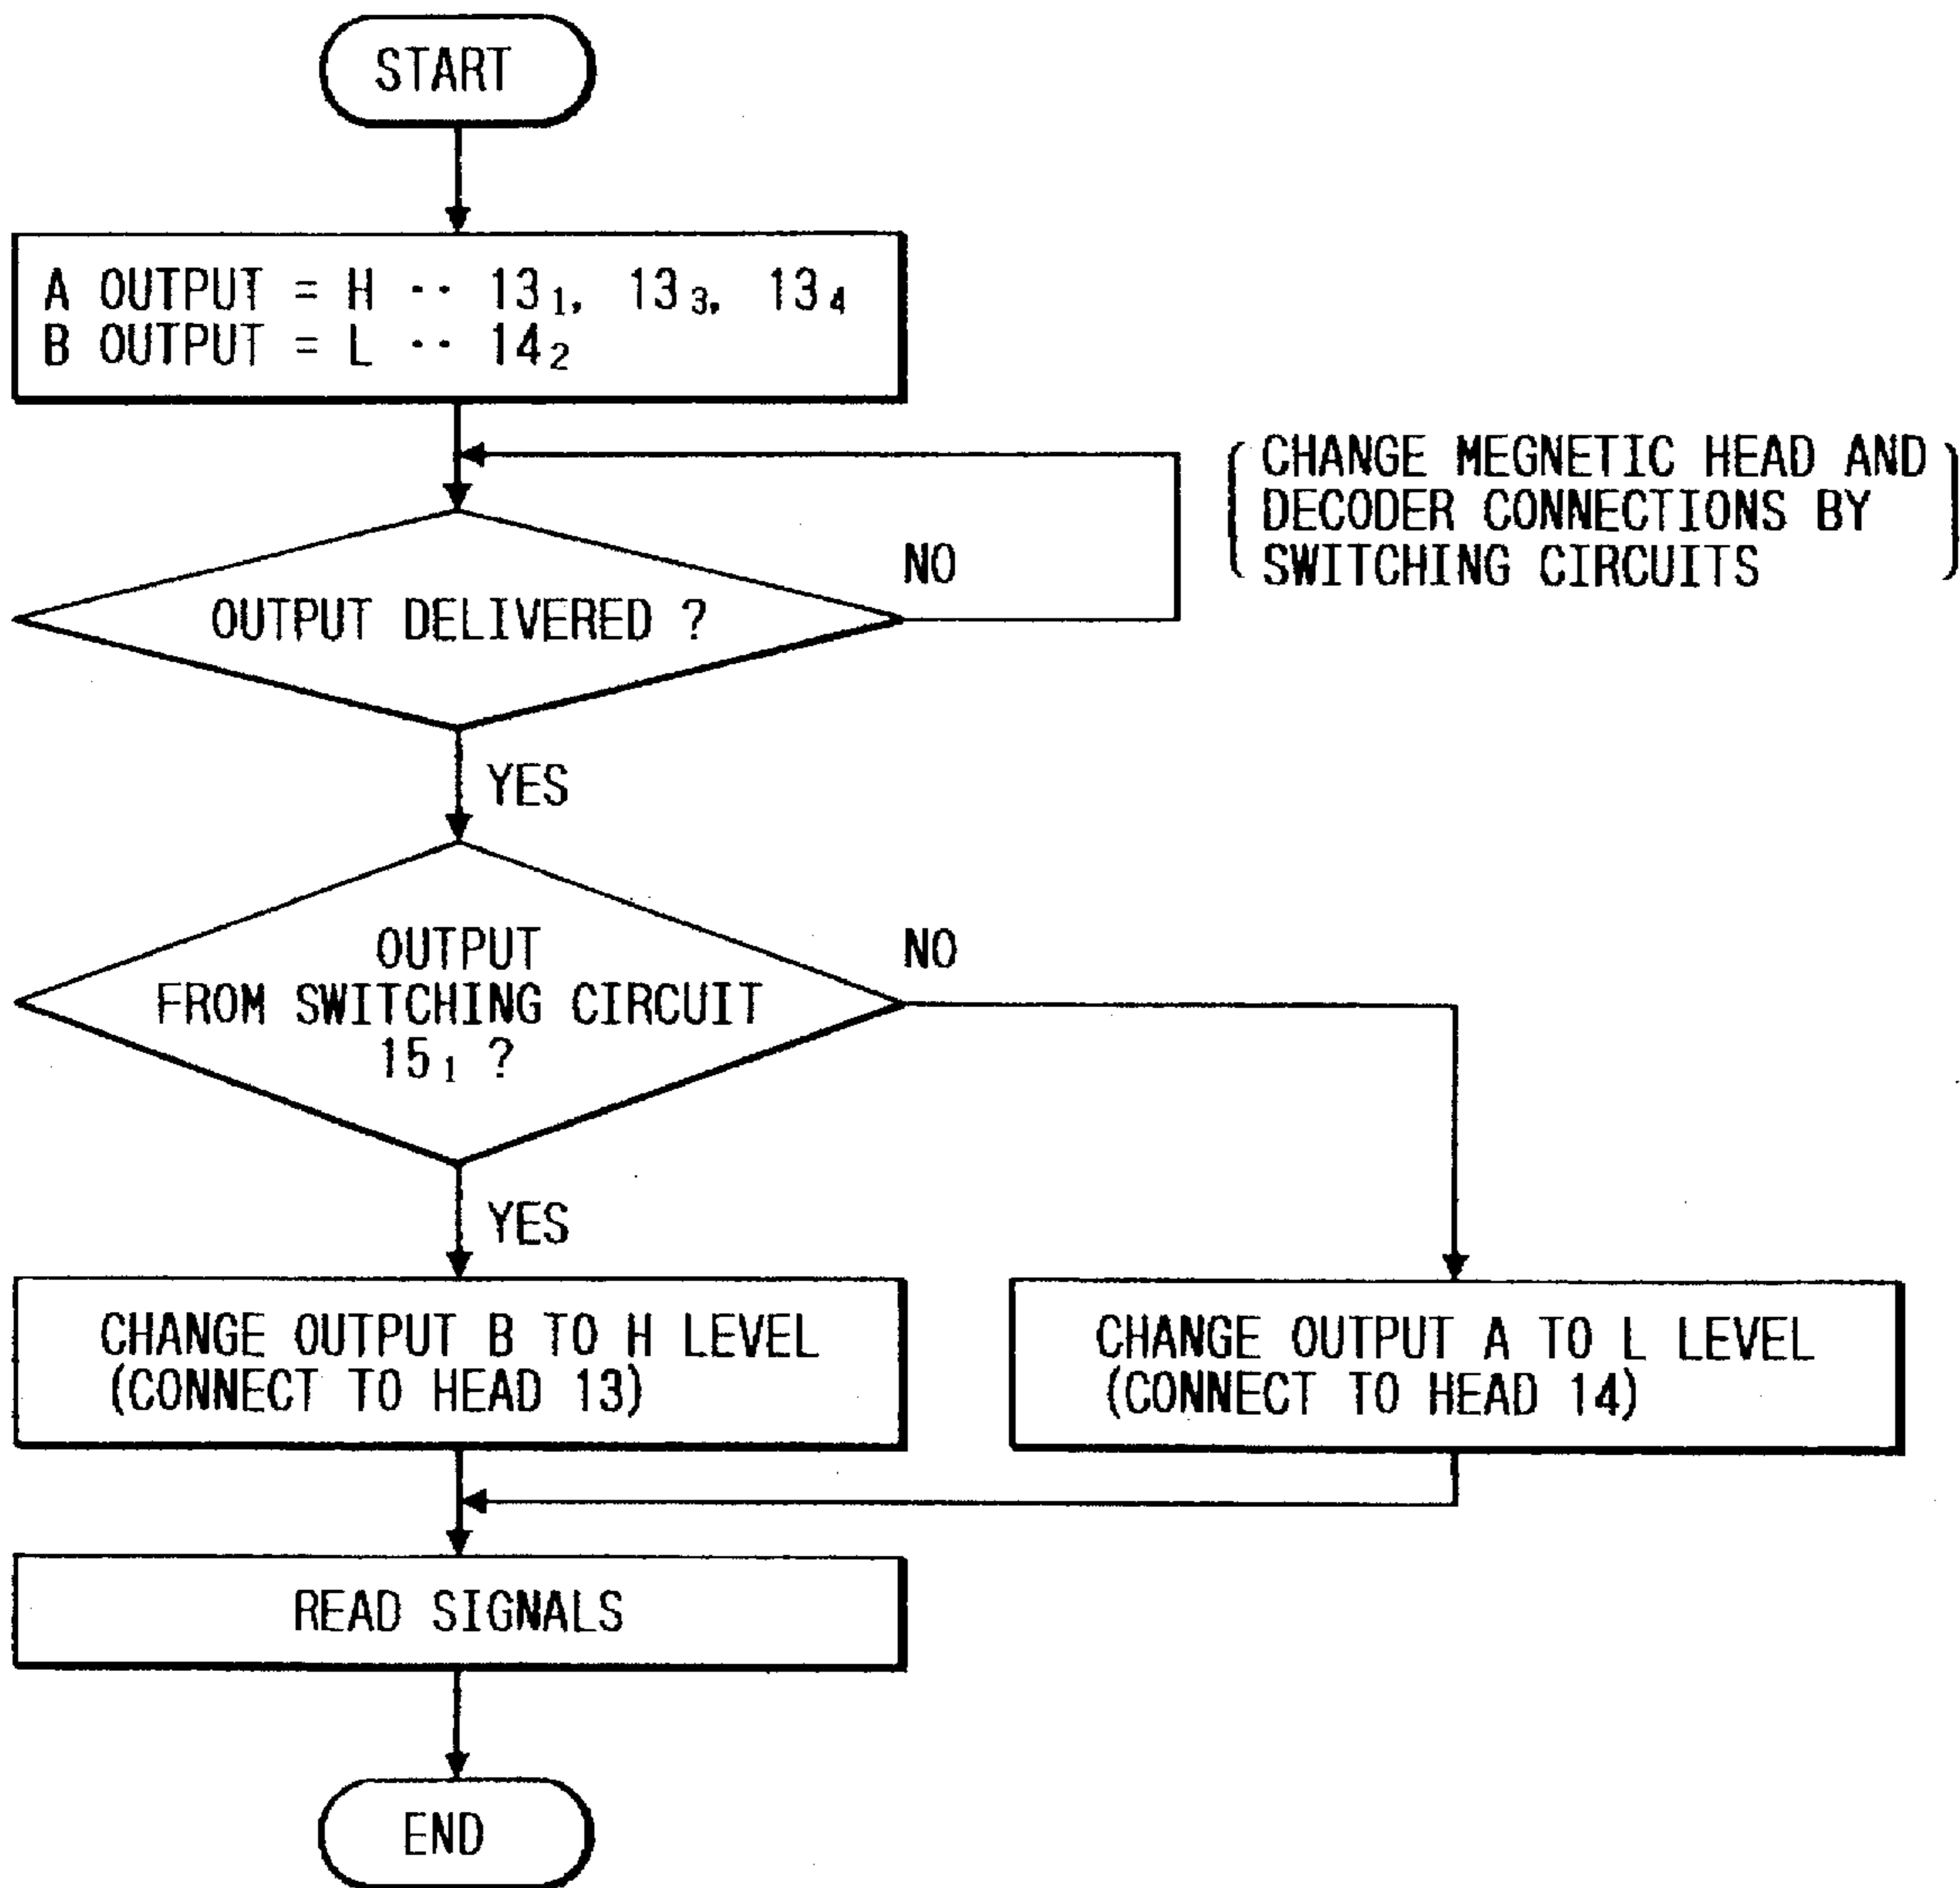 START
A OUTPUT = H ·· 13₁, 13₃, 13₄
B OUTPUT = L ·· 14₂
CHANGE MEGNETIC HEAD AND
DECODER CONNECTIONS BY
SWITCHING CIRCUITS
NO
OUTPUT DELIVERED ?
YES
OUTPUT
FROM SWITCHING CIRCUIT
15₁ ?
NO
YES
CHANGE OUTPUT B TO H LEVEL
(CONNECT TO HEAD 13)
CHANGE OUTPUT A TO L LEVEL
(CONNECT TO HEAD 14)
READ SIGNALS
END